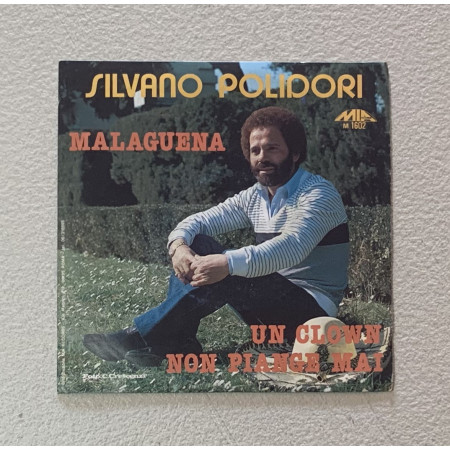 SILVANO POLIDORI
MIA
M 1602
MALAGUENA
UN CLOWN
NON PIANGE MAI